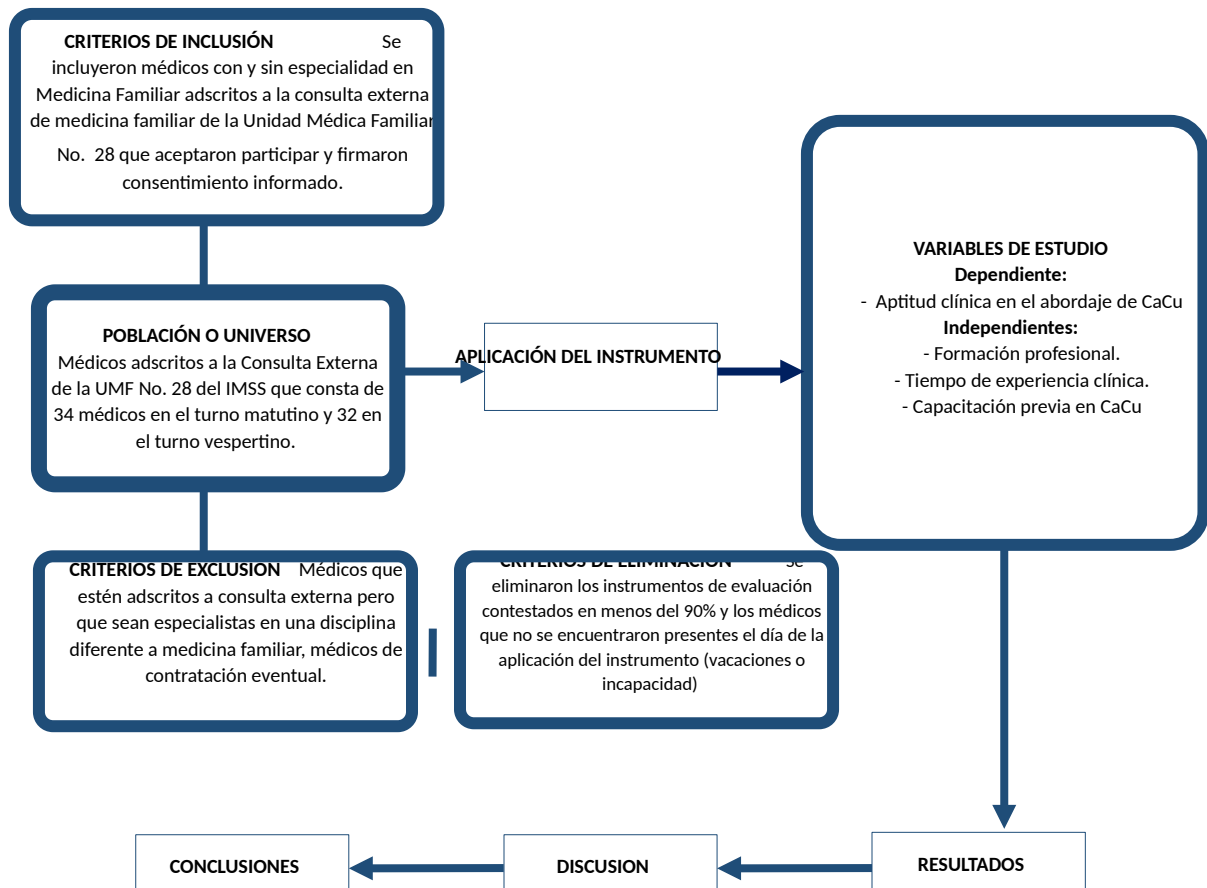 CRITERIOS DE INCLUSIÓN Se
incluyeron médicos con y sin especialidad en
Medicina Familiar adscritos a la consulta externa
de medicina familiar de la Unidad Médica Familiar
No. 28 que aceptaron participar y firmaron
consentimiento informado.
POBLACIÓN O UNIVERSO
Médicos adscritos a la Consulta Externa
de la UMF No. 28 del IMSS que consta de
34 médicos en el turno matutino y 32 en
el turno vespertino.
APLICACIÓN DEL INSTRUMENTO
VARIABLES DE ESTUDIO
Dependiente:
- Aptitud clínica en el abordaje de CaCu
Independientes:
- Formación profesional.
- Tiempo de experiencia clínica.
- Capacitación previa en CaCu
CRITERIOS DE EXCLUSION Médicos que
estén adscritos a consulta externa pero
que sean especialistas en una disciplina
diferente a medicina familiar, médicos de
contratación eventual.
CRITERIOS DE ELIMINACION Se
eliminaron los instrumentos de evaluación
contestados en menos del 90% y los médicos
que no se encuentraron presentes el día de la
aplicación del instrumento (vacaciones o
incapacidad)
RESULTADOS
DISCUSION
CONCLUSIONES